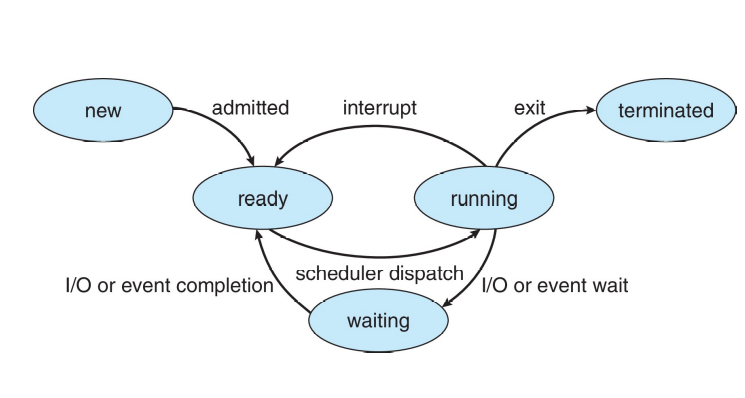 new
admitted
interrupt
exit
terminated
ready
running
scheduler dispatch
I/O or event completion
I/O or event wait
waiting